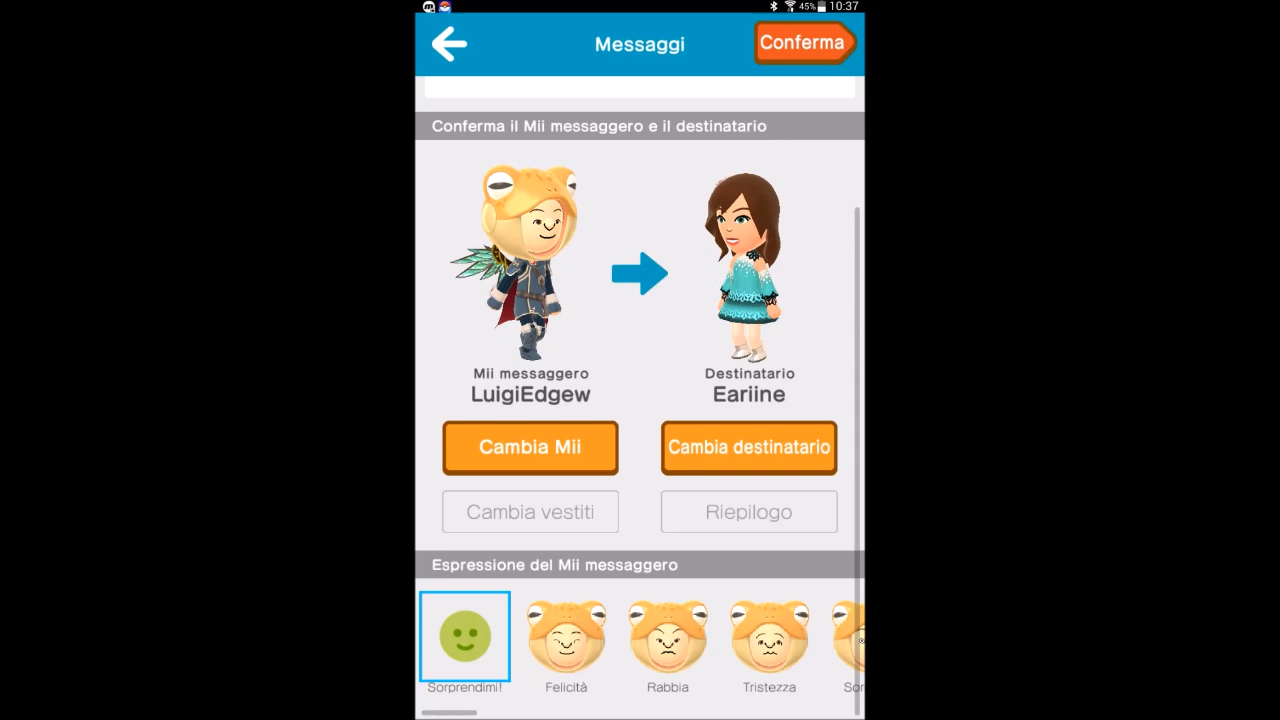 45% 10:37
Messaggi
Conferma
Conferma il Mii messaggero e il destinatario
Mii messaggero
LuigiEdgew
Destinatario
Eariine
Cambia Mii
Cambia destinatario
Cambia vestiti
Riepilogo
Espressione del Mii messaggero
Sorprendimi!
Felicità
Rabbia
Tristezza
Sor